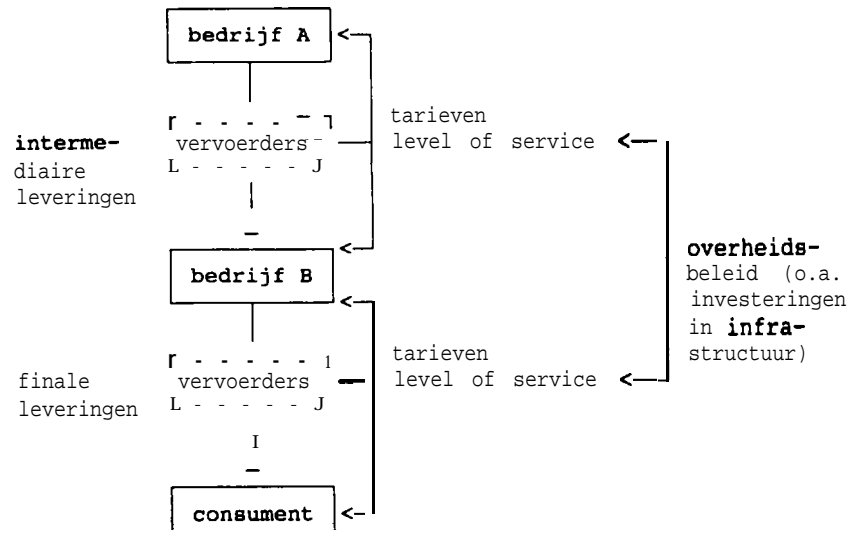 bedrijf A
tarieven
interme-
vervoerders
level of service
diaire
leveringen
overheids-
bedrijf B
beleid (o.a.
investeringen
in infra-
structuur)
tarieven
finale
vervoerders
level of service
leveringen
consument